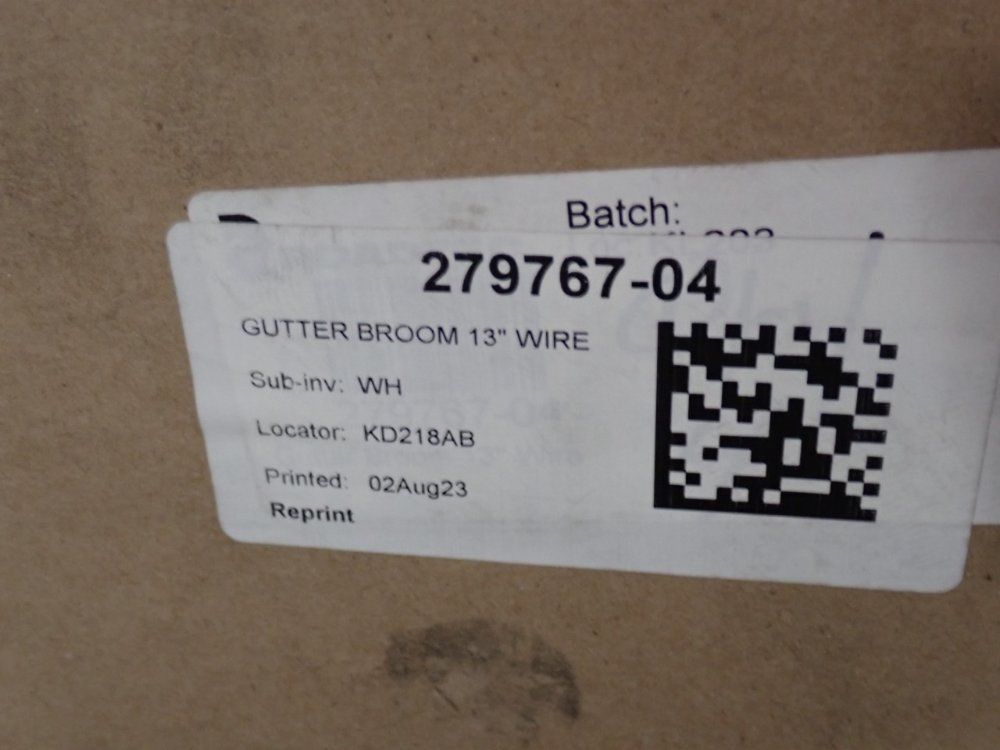 Batch:
279767-04
GUTTER BROOM 13" WIRE
Sub-inv: WH
Locator: KD218AB
Printed: 02Aug23
Reprint